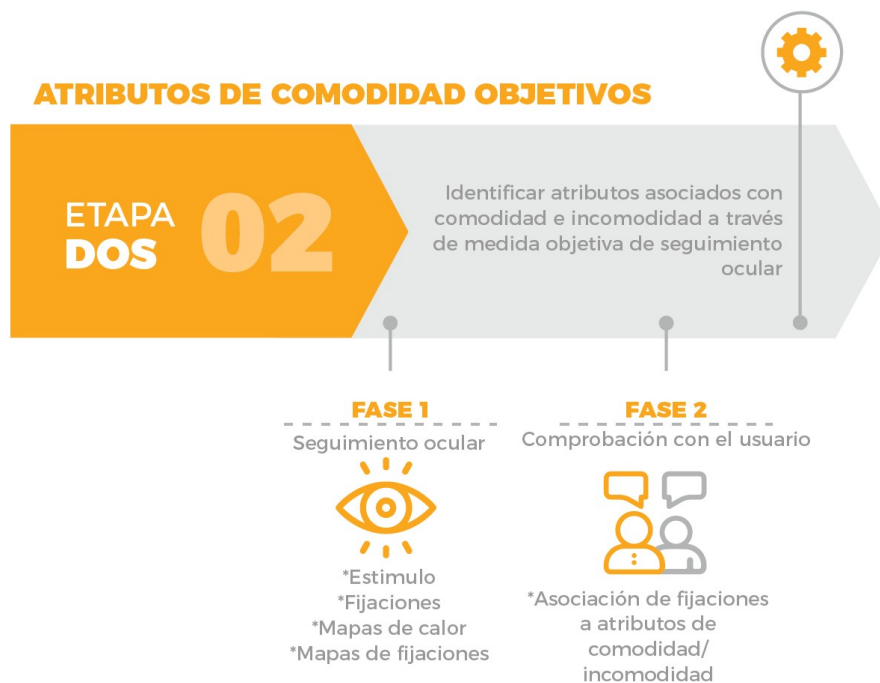 ATRIBUTOS DE COMODIDAD OBJETIVOS
ETAPA
DOS
02
Identificar atributos asociados con
comodidad e incomodidad a través
de medida objetiva de seguimiento
ocular
FASE 1
Seguimiento ocular
*Estimulo
*Fijaciones
*Mapas de calor
*Mapas de fijaciones
FASE 2
Comprobación con el usuario
*Asociación de fijaciones
a atributos de
comodidad/
incomodidad